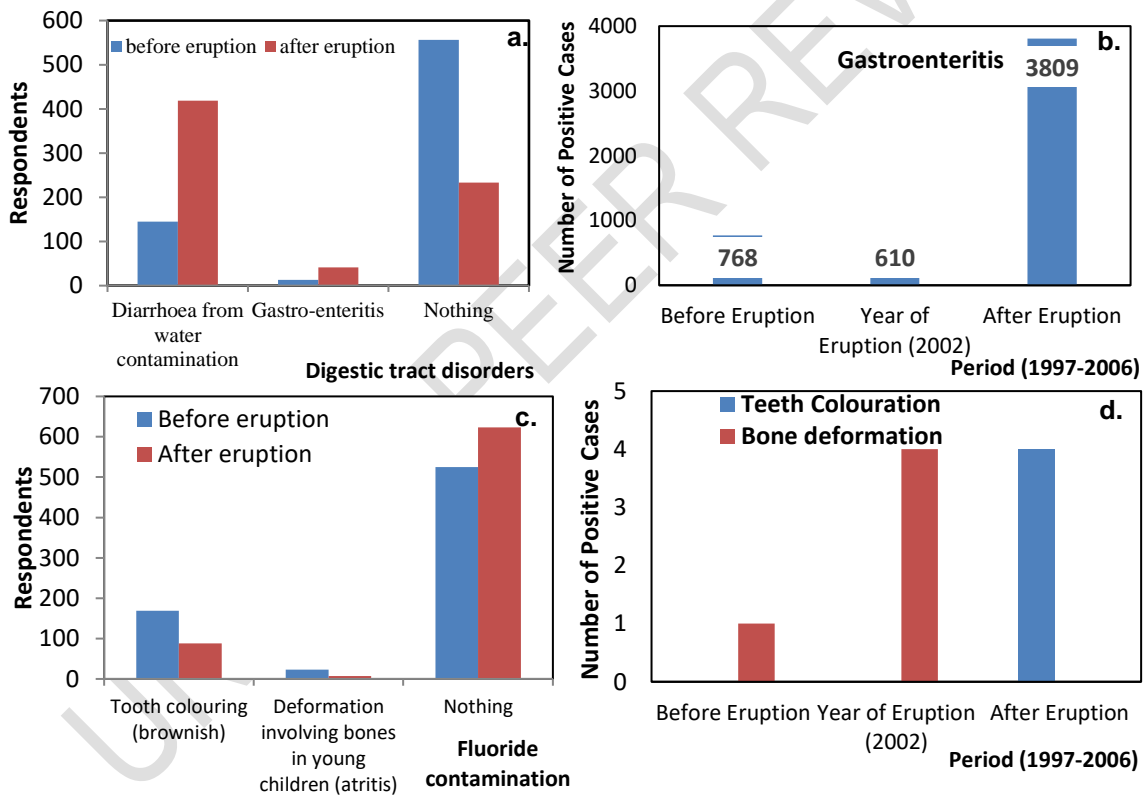 a.
600
500
400
300
200
100
0
Respondents
before eruption
after eruption
Diarrhoea from
water
contamination
Gastro-enteritis
Nothing
Digestic tract disorders
b.
Gastroenteritis
4000
3000
2000
1000
0
Number of Positive Cases
768
610
3809
Before Eruption
Year of
Eruption (2002)
After Eruption
Period (1997-2006)
c.
700
600
500
400
300
200
100
0
Respondents
Before eruption
After eruption
Tooth colouring
(brownish)
Deformation
involving bones
in young
children (atritis)
Nothing
Fluoride
contamination
d.
5
4
3
2
1
0
Number of Positive Cases
Teeth Colouration
Bone deformation
Before Eruption
Year of Eruption
(2002)
After Eruption
Period (1997-2006)
PEER